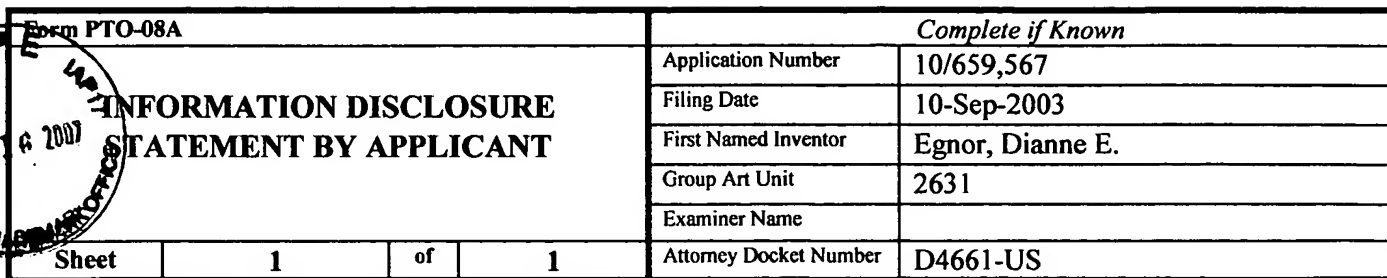 Form PTO-08A
Complete if Known
INFORMATION DISCLOSURE
STATEMENT BY APPLICANT
Application Number 10/659,567
Filing Date 10-Sep-2003
First Named Inventor Egnor, Dianne E.
Group Art Unit 2631
Examiner Name
Sheet 1 of 1
Attorney Docket Number D4661-US
2007